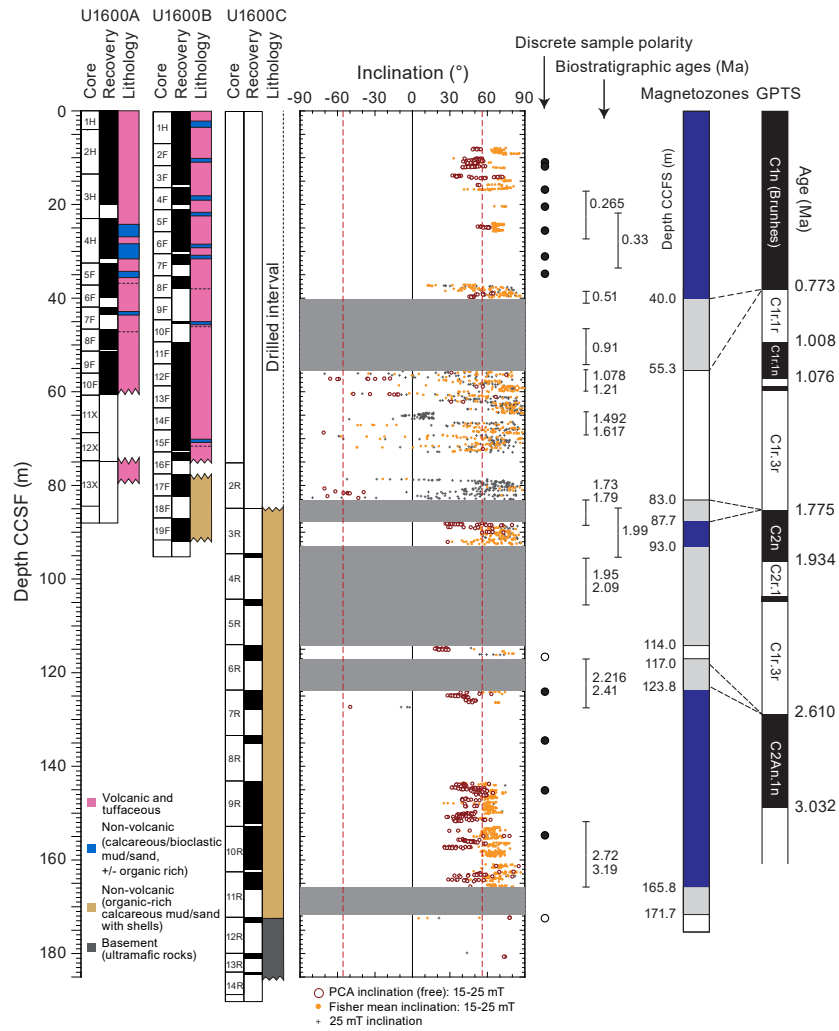 U1600A U1600B U1600C
Core
Recovery
Lithology
Core
Recovery
Lithology
Core
Recovery
Lithology
Discrete sample polarity
Inclination (°)
Biostratigraphic ages (Ma)
Magnetozones GPTS
-90 -60 -30 0 30 60 90
Depth CCSF (m)
0
20
40
60
80
100
120
140
160
180
1H
2H
3H
4H
5F
6F
7F
8F
9F
10F
11X
12X
13X
1H
2F
3F
4F
5F
6F
7F
8F
9F
10F
11F
12F
13F
14F
15F
16F
17F
18F
19F
Drilled interval
2R
3R
4R
5R
6R
7R
8R
9R
10R
11R
12R
13R
14R
0.265
0.33
0.51
0.91
1.078
1.21
1.492
1.617
1.73
1.79
1.99
1.95
2.09
2.216
2.41
2.72
3.19
Depth CCFS (m)
40.0
55.3
83.0
87.7
93.0
114.0
117.0
123.8
165.8
171.7
C1n (Brunhes)
C1r.1r
C1r.1n
C1r.3r
C2n
C2r.1
C1r.3r
C2An.1n
Age (Ma)
0.773
1.008
1.076
1.775
1.934
2.610
3.032
Volcanic and
tuffaceous
Non-volcanic
(calcareous/bioclastic
mud/sand,
+/- organic rich)
Non-volcanic
(organic-rich
calcareous mud/sand
with shells)
Basement
(ultramafic rocks)
PCA inclination (free): 15-25 mT
Fisher mean inclination: 15-25 mT
25 mT inclination